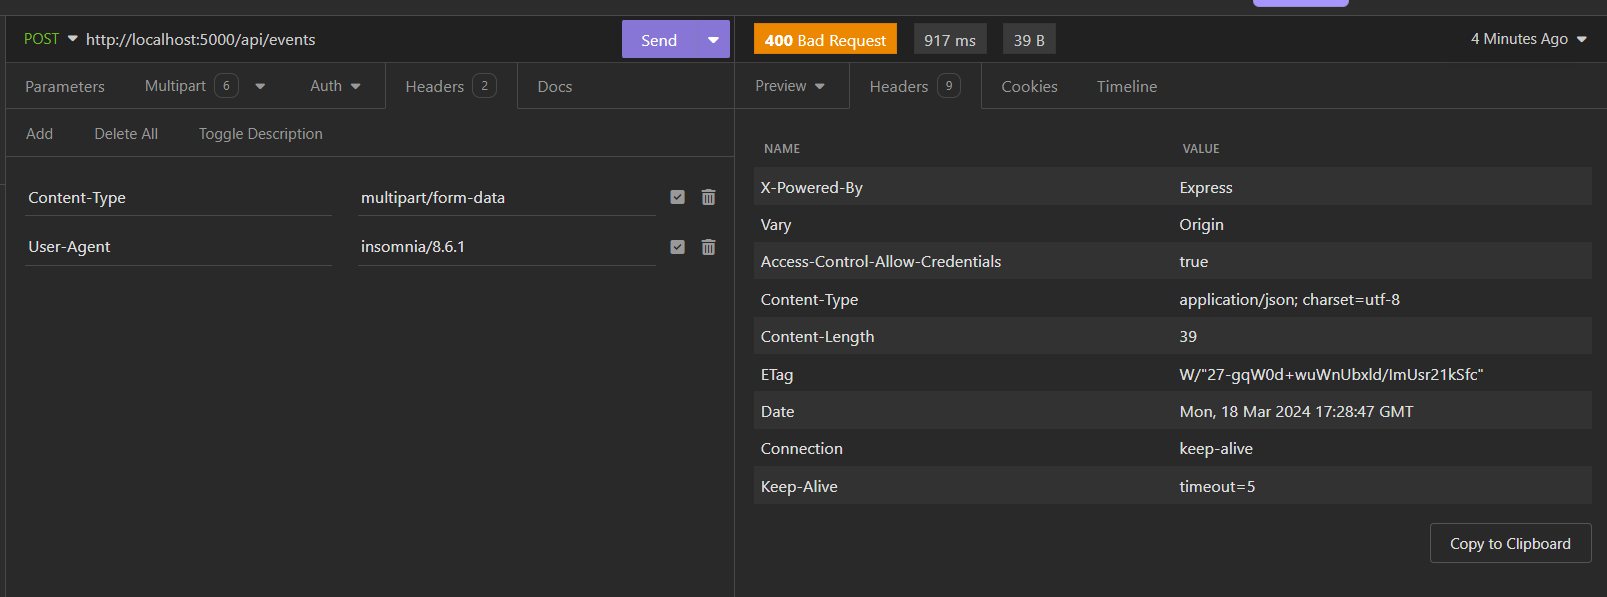 POST http://localhost:5000/api/events Send
400 Bad Request 917 ms 39 B 4 Minutes Ago
Parameters Multipart 6 Auth Headers 2 Docs
Preview Headers 9 Cookies Timeline
Add Delete All Toggle Description
Content-Type multipart/form-data
User-Agent insomnia/8.6.1
NAME VALUE
X-Powered-By Express
Vary Origin
Access-Control-Allow-Credentials true
Content-Type application/json; charset=utf-8
Content-Length 39
ETag W/"27-gqW0d+wuWnUbxld/ImUsr21kSfc"
Date Mon, 18 Mar 2024 17:28:47 GMT
Connection keep-alive
Keep-Alive timeout=5
Copy to Clipboard